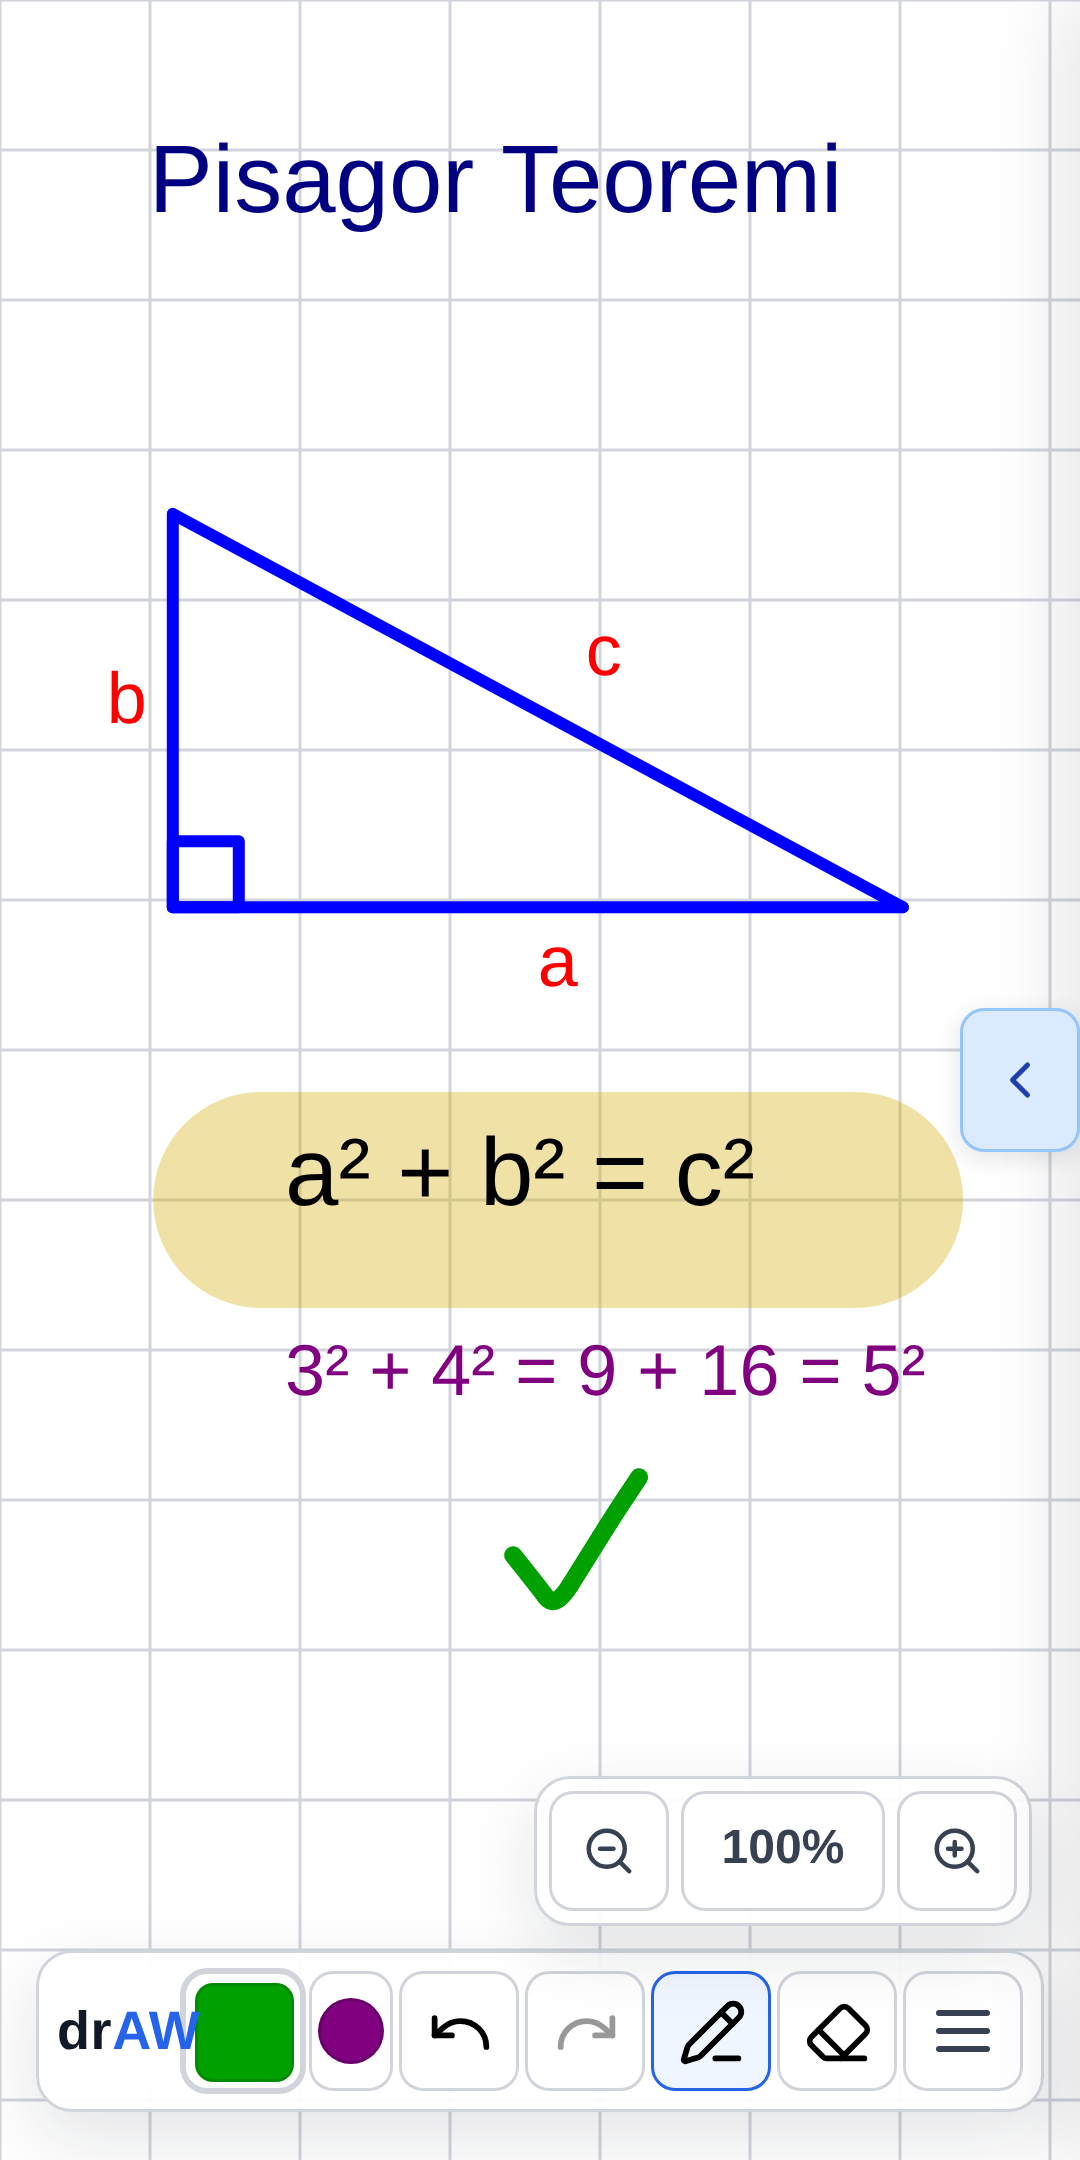 Pisagor Teoremi
c
b
a
a² + b² = c²
3² + 4² = 9 + 16 = 5²
100%
drAW